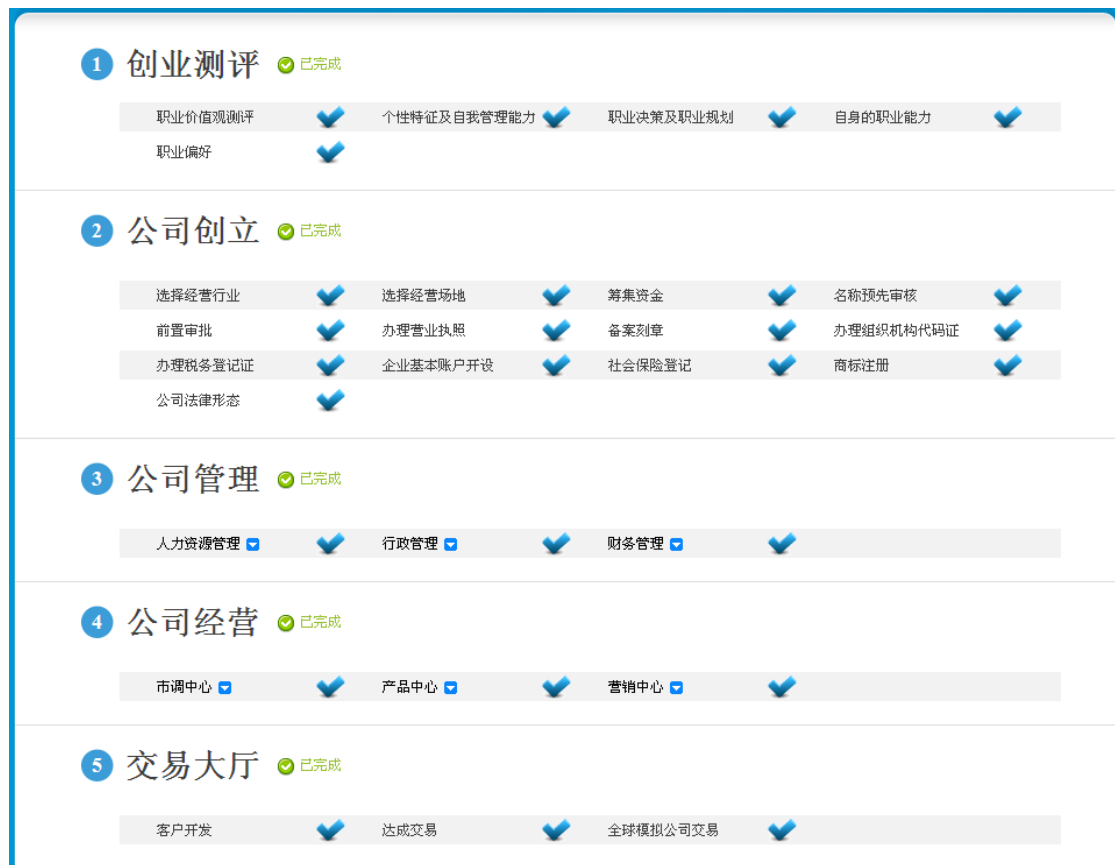 1 创业测评 已完成
职业价值观测评 个性特征及自我管理能力 职业决策及职业规划 自身的职业能力
职业偏好
2 公司创立 已完成
选择经营行业 选择经营场地 筹集资金 名称预先审核
前置审批 办理营业执照 备案刻章 办理组织机构代码证
办理税务登记证 企业基本账户开设 社会保险登记 商标注册
公司法律形态
3 公司管理 已完成
人力资源管理 行政管理 财务管理
4 公司经营 已完成
市调中心 产品中心 营销中心
5 交易大厅 已完成
客户开发 达成交易 全球模拟公司交易